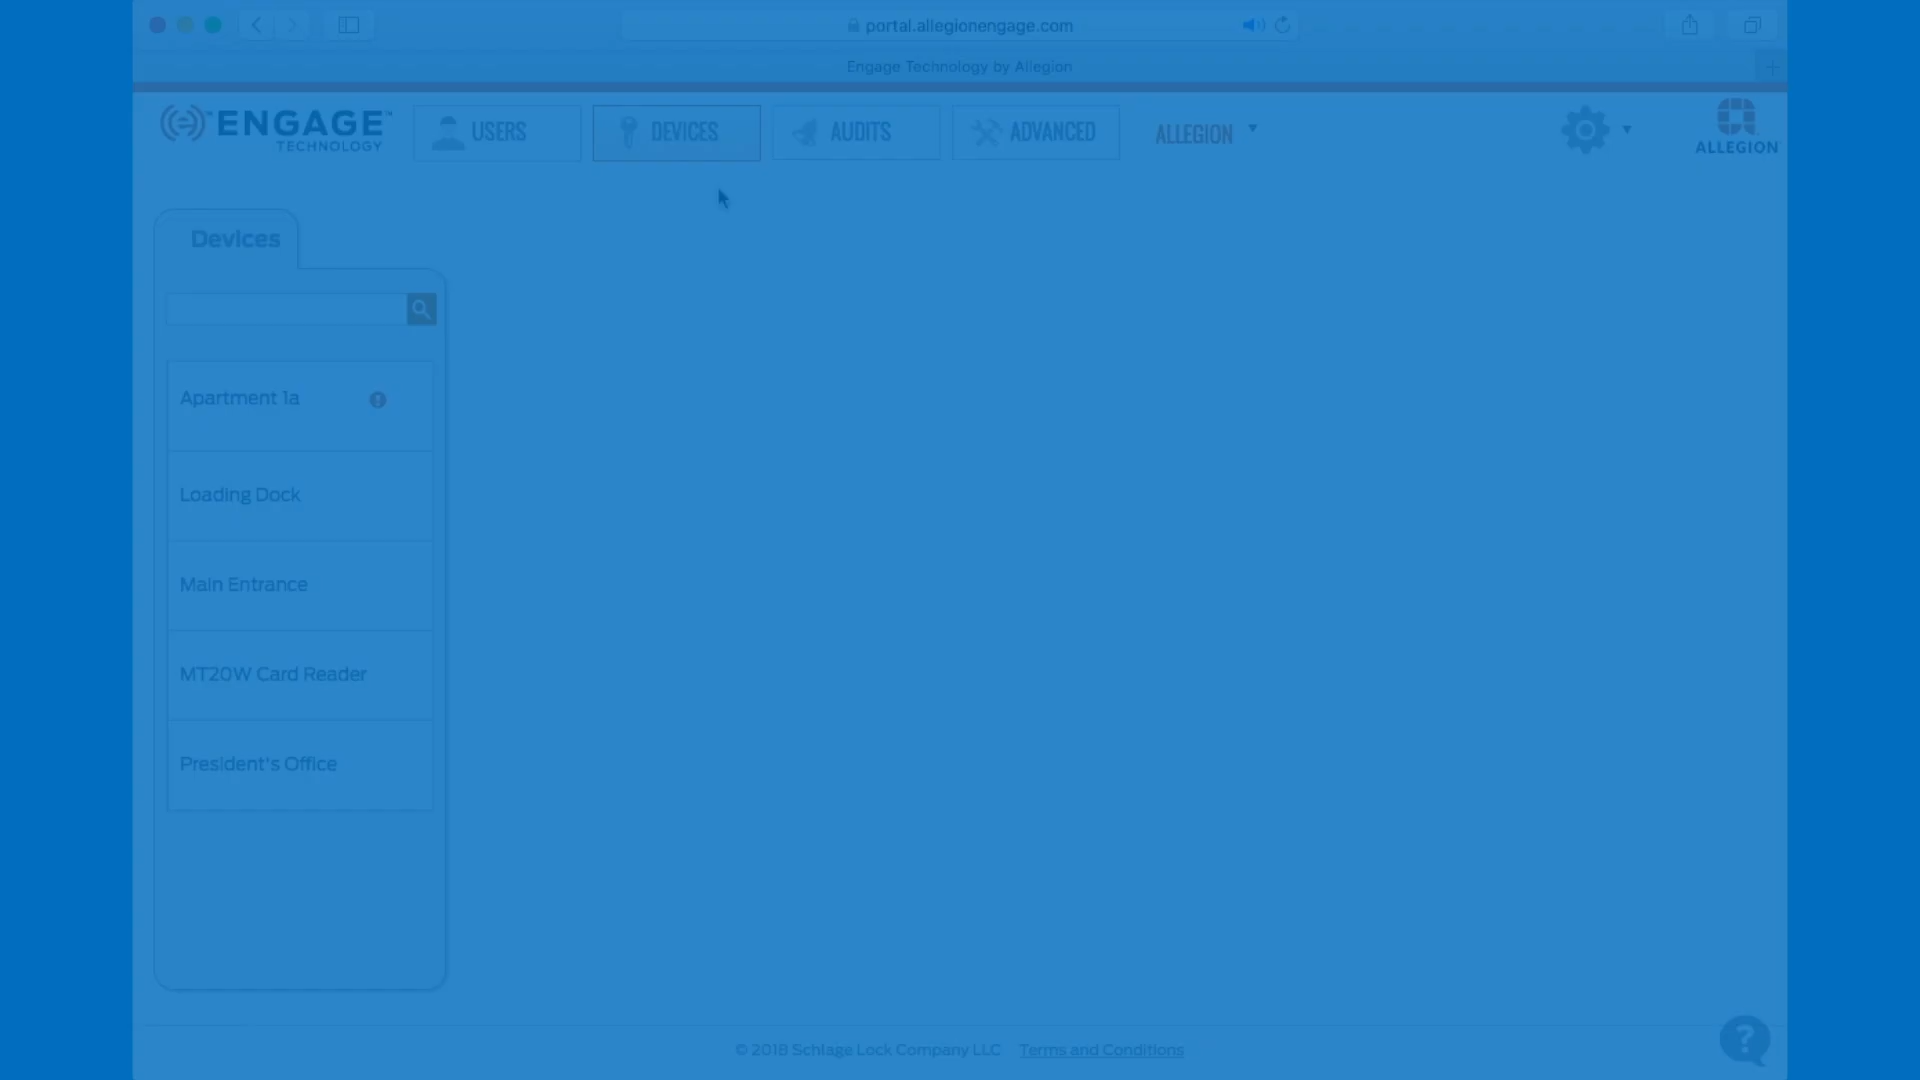 portal.allegionengage.com
Engage Technology by Allegion
ENGAGE™
TECHNOLOGY
USERS
DEVICES
AUDITS
ADVANCED
ALLEGION
ALLEGION
Devices
Apartment 1a
Loading Dock
Main Entrance
MT20W Card Reader
President's Office
© 2018 Schlage Lock Company LLC Terms and Conditions